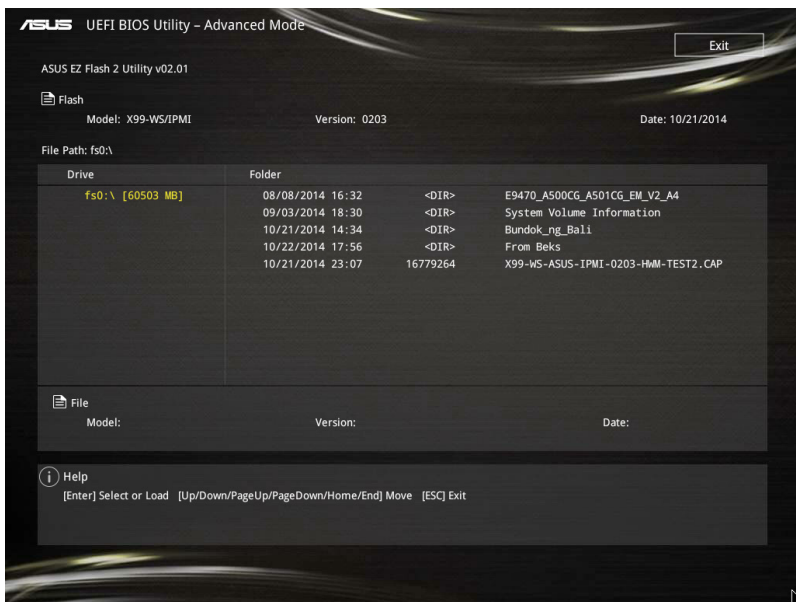 ASUS UEFI BIOS Utility – Advanced Mode
Exit
ASUS EZ Flash 2 Utility v02.01
Flash
Model: X99-WS/IPMI Version: 0203 Date: 10/21/2014
File Path: fs0:\
Drive Folder
fs0:\ [60503 MB] 08/08/2014 16:32 <DIR> E9470_A500CG_A501CG_EM_V2_A4
09/03/2014 18:30 <DIR> System Volume Information
10/21/2014 14:34 <DIR> Bundok_ng_Bali
10/22/2014 17:56 <DIR> From Beks
10/21/2014 23:07 16779264 X99-WS-ASUS-IPMI-0203-HWM-TEST2.CAP
File
Model: Version: Date:
Help
[Enter] Select or Load [Up/Down/PageUp/PageDown/Home/End] Move [ESC] Exit